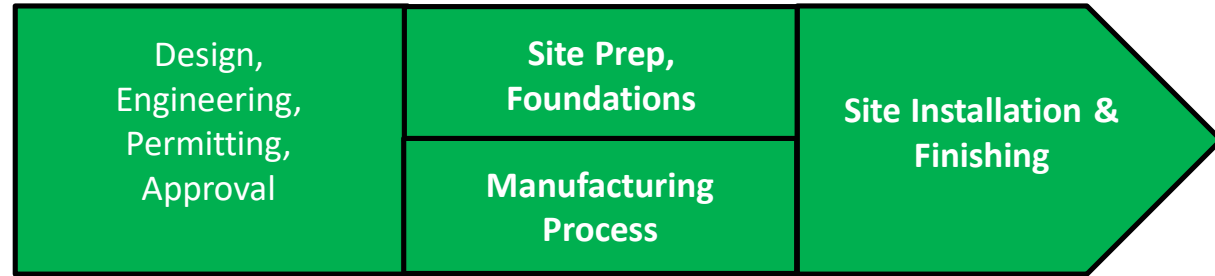 Design,
Engineering,
Permitting,
Approval
Site Prep,
Foundations
Manufacturing
Process
Site Installation &
Finishing